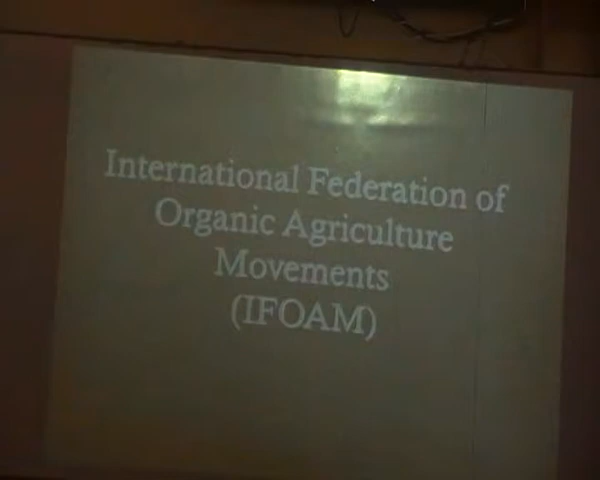 International Federation of
Organic Agriculture
Movements
(IFOAM)